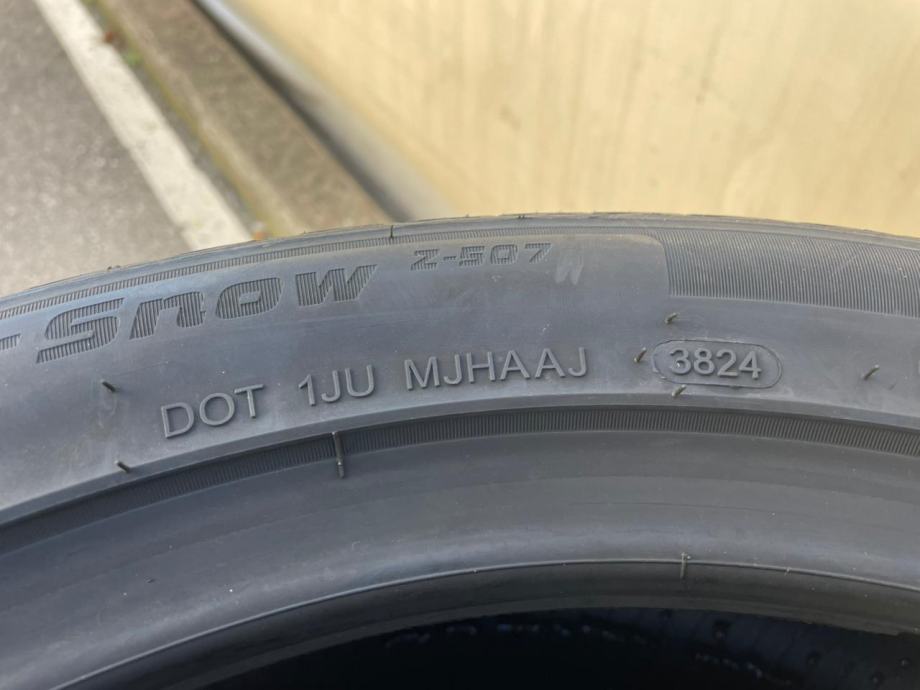 Snow Z-507
DOT 1JU MJHAAJ 3824